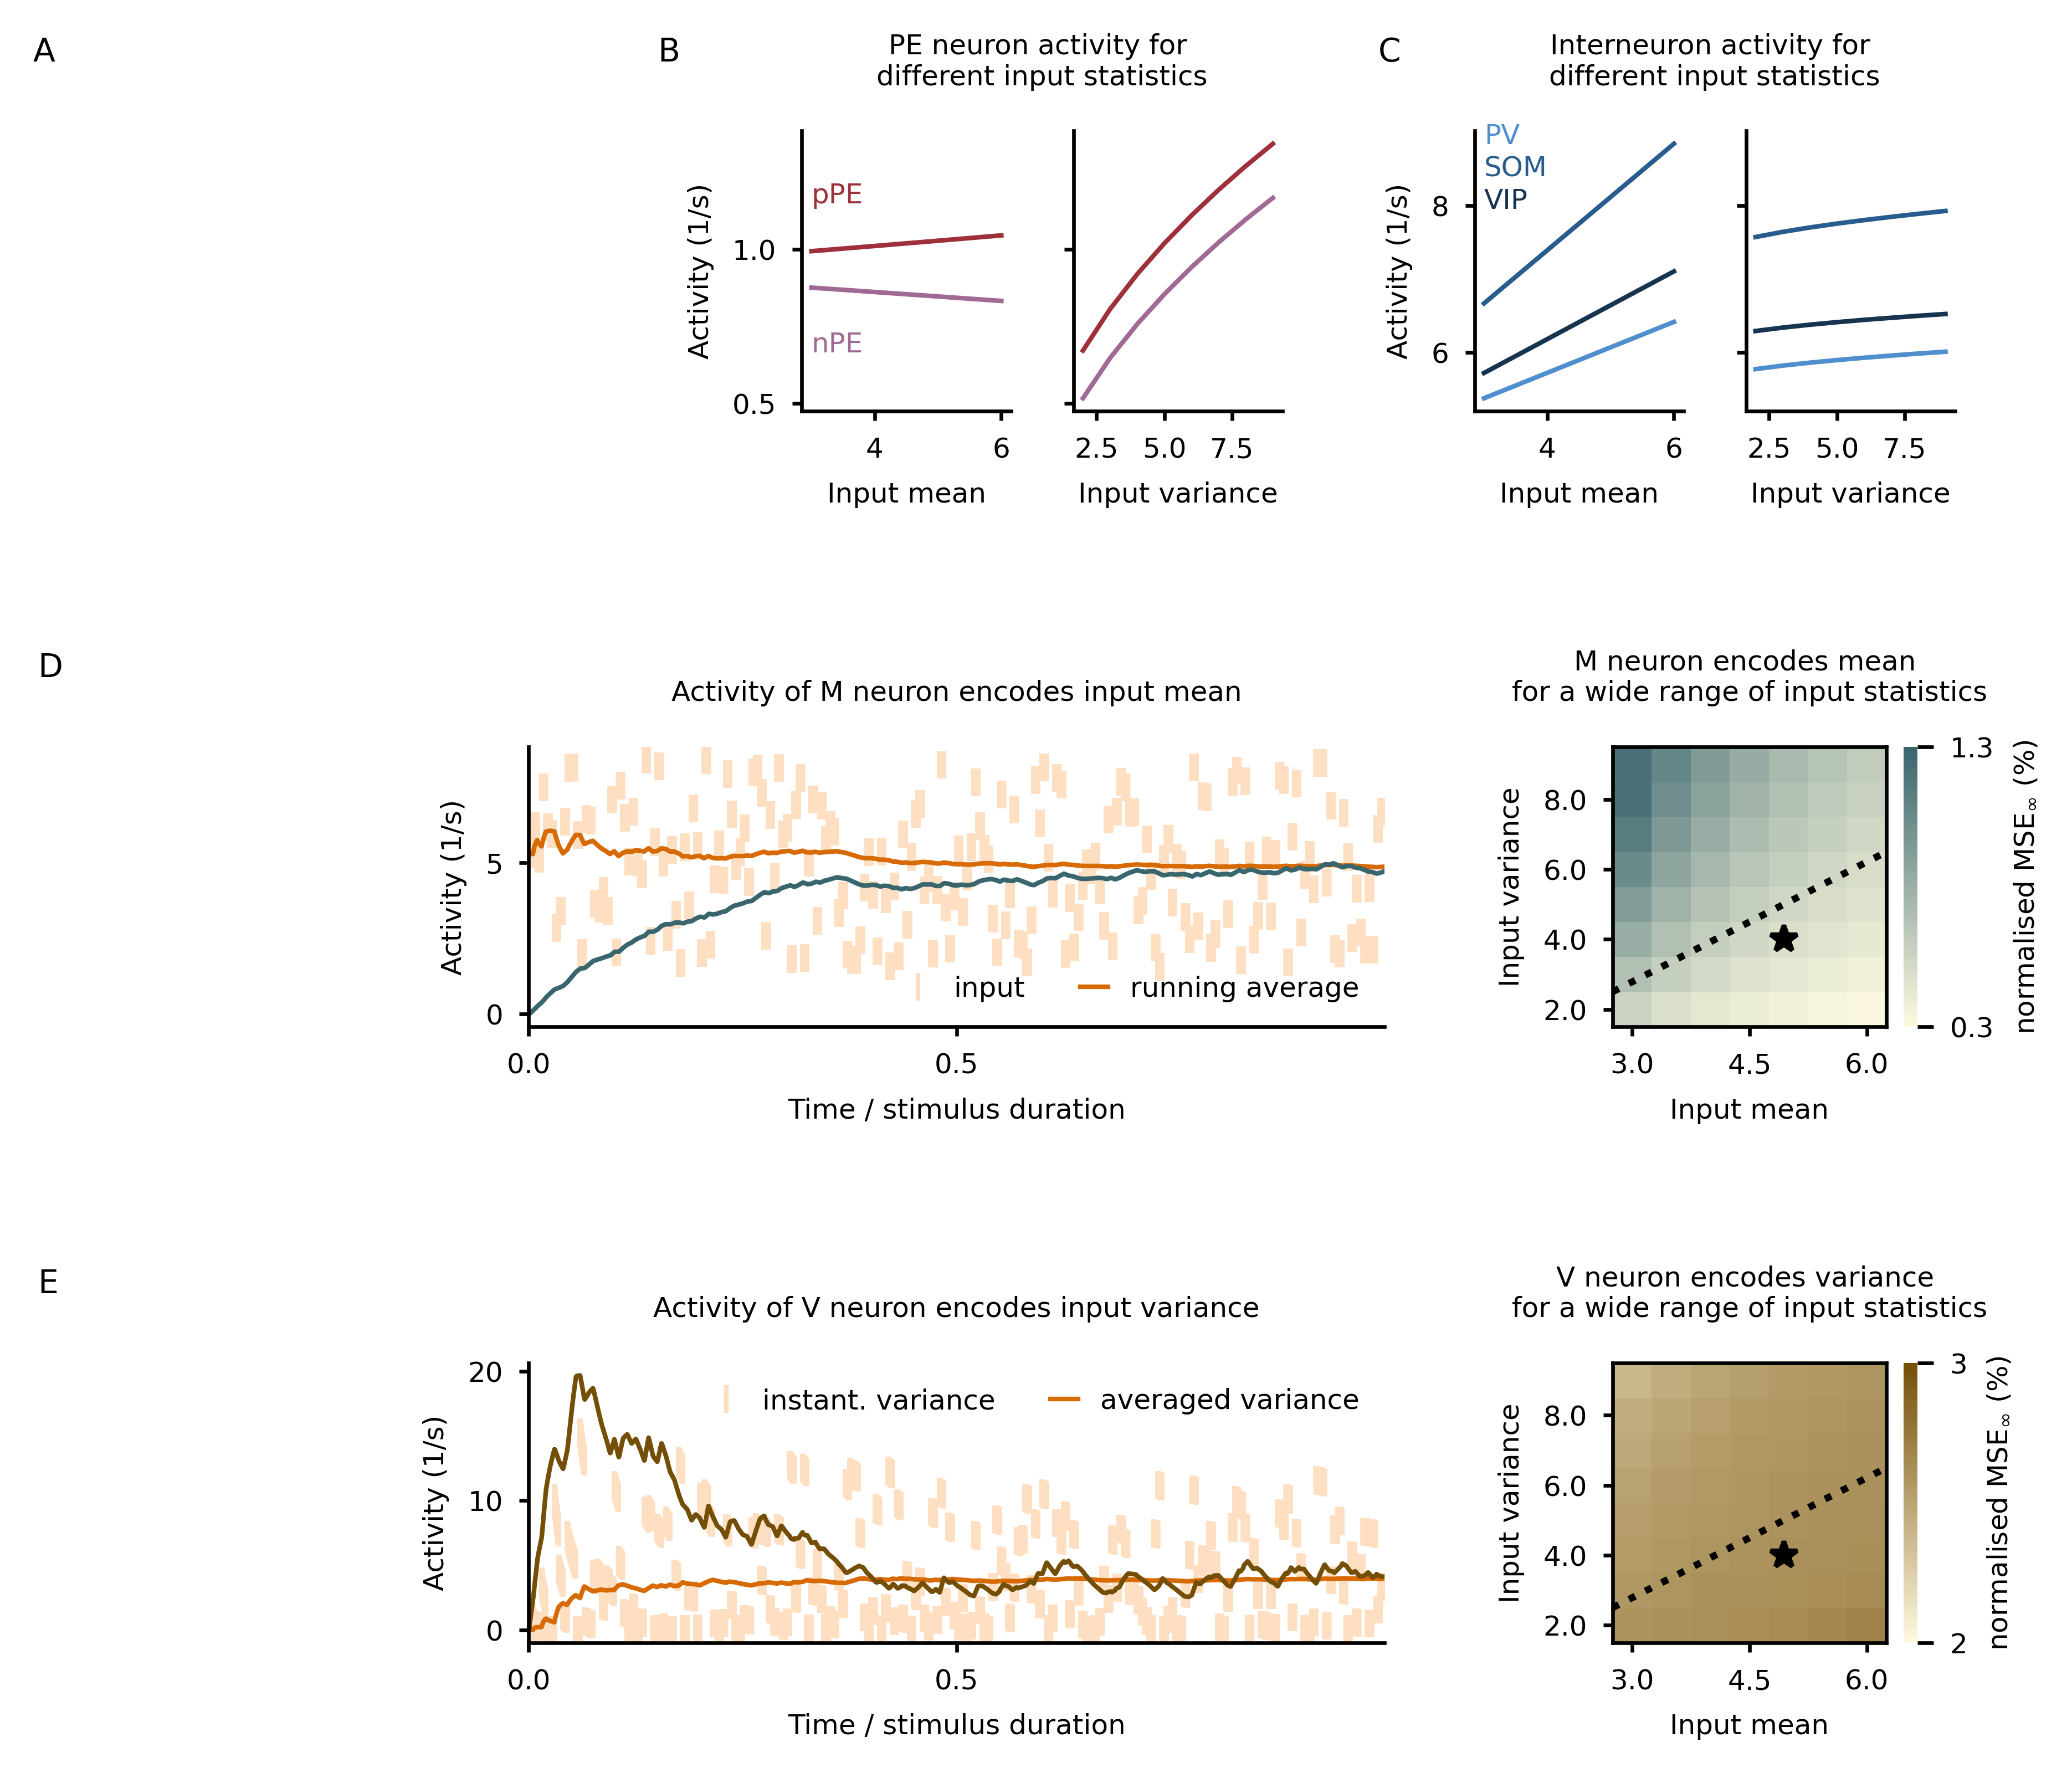 A
B
PE neuron activity for
different input statistics
Activity (1/s)
1.0
0.5
pPE
nPE
4
6
Input mean
2.5
5.0
7.5
Input variance
C
Interneuron activity for
different input statistics
Activity (1/s)
8
6
PV
SOM
VIP
4
6
Input mean
2.5
5.0
7.5
Input variance
D
Activity of M neuron encodes input mean
Activity (1/s)
5
0
input
running average
0.0
0.5
Time / stimulus duration
M neuron encodes mean
for a wide range of input statistics
Input variance
8.0
6.0
4.0
2.0
3.0
4.5
6.0
Input mean
1.3
0.3
normalised MSE∞ (%)
E
Activity of V neuron encodes input variance
Activity (1/s)
20
10
0
instant. variance
averaged variance
0.0
0.5
Time / stimulus duration
V neuron encodes variance
for a wide range of input statistics
Input variance
8.0
6.0
4.0
2.0
3.0
4.5
6.0
Input mean
3
2
normalised MSE∞ (%)